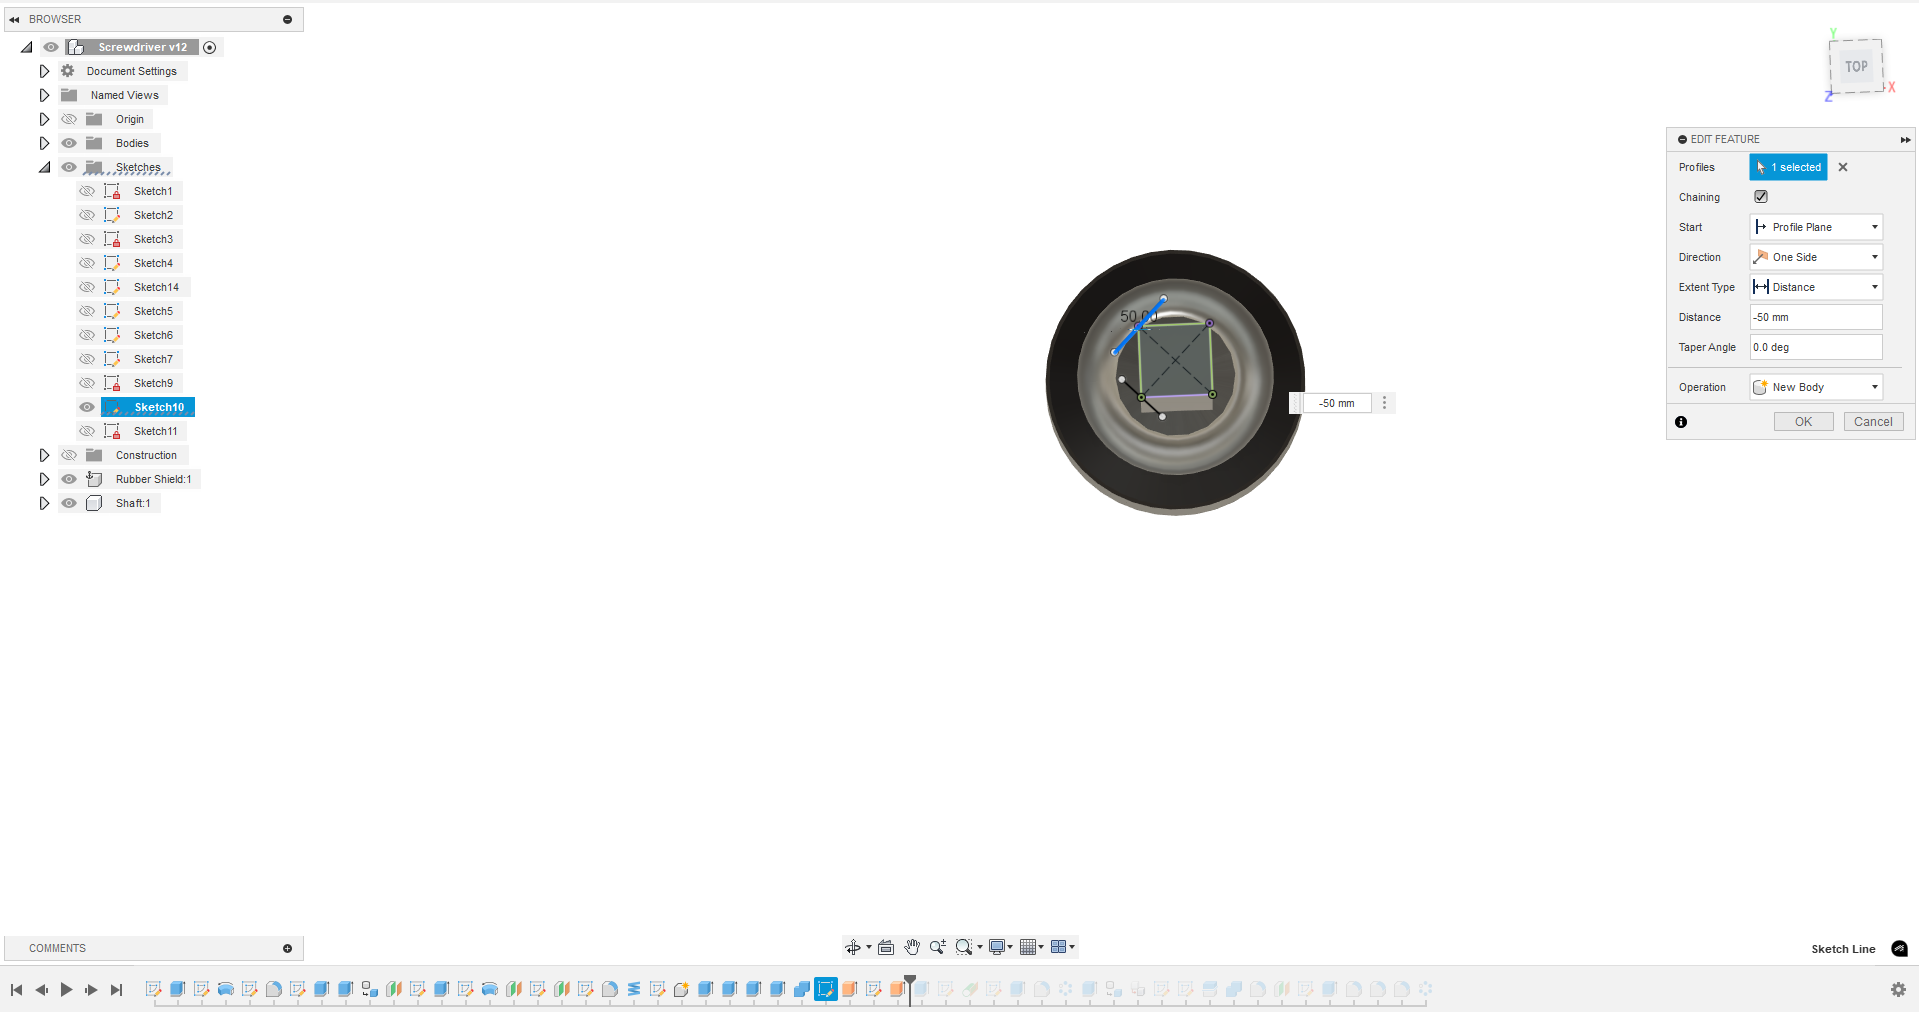 BROWSER
Screwdriver v12
Document Settings
Named Views
Origin
Bodies
Sketches
Sketch1
Sketch2
Sketch3
Sketch4
Sketch14
Sketch5
Sketch6
Sketch7
Sketch9
Sketch10
Sketch11
Construction
Rubber Shield:1
Shaft:1
Y
TOP
X
Z
EDIT FEATURE
Profiles 1 selected
Chaining
Start Profile Plane
Direction One Side
Extent Type Distance
Distance -50 mm
Taper Angle 0.0 deg
Operation New Body
OK Cancel
50.00
-50 mm
COMMENTS
Sketch Line